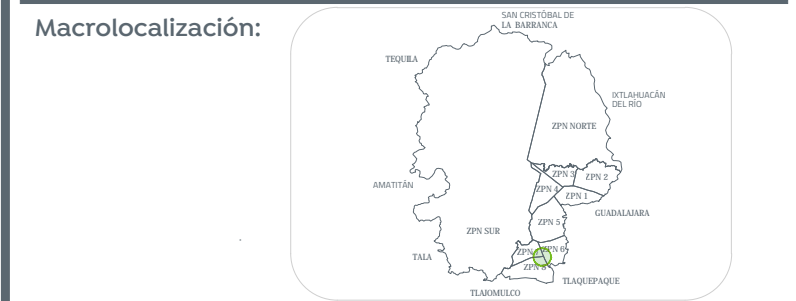 Macrolocalización:
SAN CRISTÓBAL DE
LA BARRANCA
TEQUILA
IXTLAHUACÁN
DEL RÍO
ZPN NORTE
ZPN 3
ZPN 2
AMATITÁN
ZPN 4
ZPN 1
GUADALAJARA
ZPN 5
ZPN SUR
ZPN 6
ZPN
TALA
ZPN 8
TLAQUEPAQUE
TLAJOMULCO